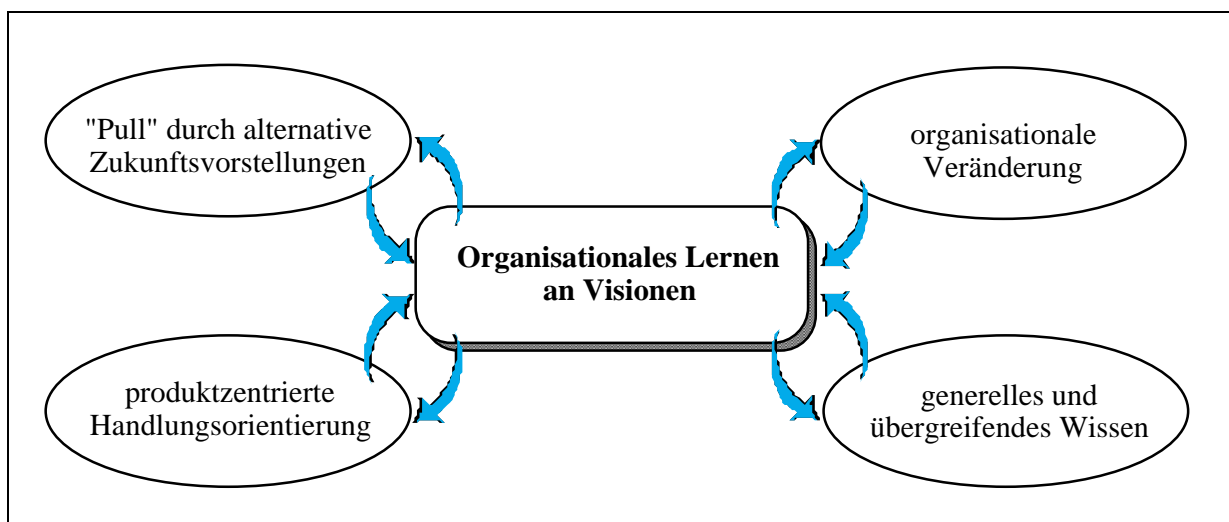 "Pull" durch alternative
Zukunftsvorstellungen
organisationale
Veränderung
Organisationales Lernen
an Visionen
produktzentrierte
Handlungsorientierung
generelles und
übergreifendes Wissen